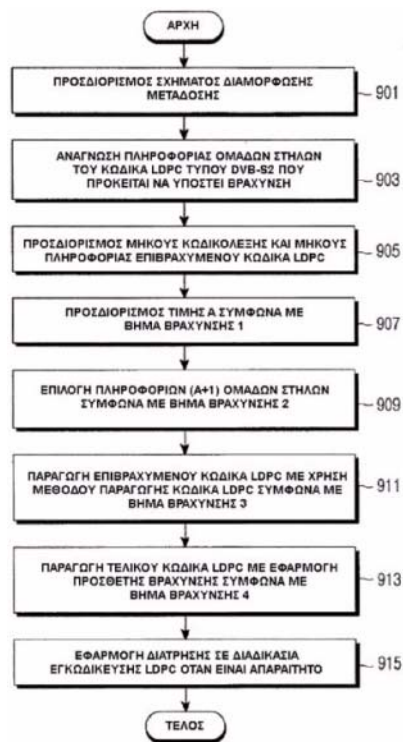 ΑΡΧΗ
ΠΡΟΣΔΙΟΡΙΣΜΟΣ ΣΧΗΜΑΤΟΣ ΔΙΑΜΟΡΦΩΣΗΣ
ΜΕΤΑΔΟΣΗΣ
901
ΑΝΑΓΝΩΣΗ ΠΛΗΡΟΦΟΡΙΑΣ ΟΜΑΔΩΝ ΣΤΗΛΩΝ
ΤΟΥ ΚΩΔΙΚΑ LDPC ΤΥΠΟΥ DVB-S2 ΠΟΥ
ΠΡΟΚΕΙΤΑΙ ΝΑ ΥΠΟΣΤΕΙ ΒΡΑΧΥΝΣΗ
903
ΠΡΟΣΔΙΟΡΙΣΜΟΣ ΜΗΚΟΥΣ ΚΩΔΙΚΟΛΕΞΗΣ ΚΑΙ ΜΗΚΟΥΣ
ΠΛΗΡΟΦΟΡΙΑΣ ΕΠΙΒΡΑΧΥΜΕΝΟΥ ΚΩΔΙΚΑ LDPC
905
ΠΡΟΣΔΙΟΡΙΣΜΟΣ ΤΙΜΗΣ Α ΣΥΜΦΩΝΑ ΜΕ
ΒΗΜΑ ΒΡΑΧΥΝΣΗΣ 1
907
ΕΠΙΛΟΓΗ ΠΛΗΡΟΦΟΡΙΩΝ (Α+1) ΟΜΑΔΩΝ ΣΤΗΛΩΝ
ΣΥΜΦΩΝΑ ΜΕ ΒΗΜΑ ΒΡΑΧΥΝΣΗΣ 2
909
ΠΑΡΑΓΩΓΗ ΕΠΙΒΡΑΧΥΜΕΝΟΥ ΚΩΔΙΚΑ LDPC ΜΕ ΧΡΗΣΗ
ΜΕΘΟΔΟΥ ΠΑΡΑΓΩΓΗΣ ΚΩΔΙΚΑ LDPC ΣΥΜΦΩΝΑ ΜΕ
ΒΗΜΑ ΒΡΑΧΥΝΣΗΣ 3
911
ΠΑΡΑΓΩΓΗ ΤΕΛΙΚΟΥ ΚΩΔΙΚΑ LDPC ΜΕ ΕΦΑΡΜΟΓΗ
ΠΡΟΣΘΕΤΗΣ ΒΡΑΧΥΝΣΗΣ ΣΥΜΦΩΝΑ ΜΕ
ΒΗΜΑ ΒΡΑΧΥΝΣΗΣ 4
913
ΕΦΑΡΜΟΓΗ ΔΙΑΤΡΗΣΗΣ ΣΕ ΔΙΑΔΙΚΑΣΙΑ
ΕΓΚΩΔΙΚΕΥΣΗΣ LDPC ΟΤΑΝ ΕΙΝΑΙ ΑΠΑΡΑΙΤΗΤΟ
915
ΤΕΛΟΣ